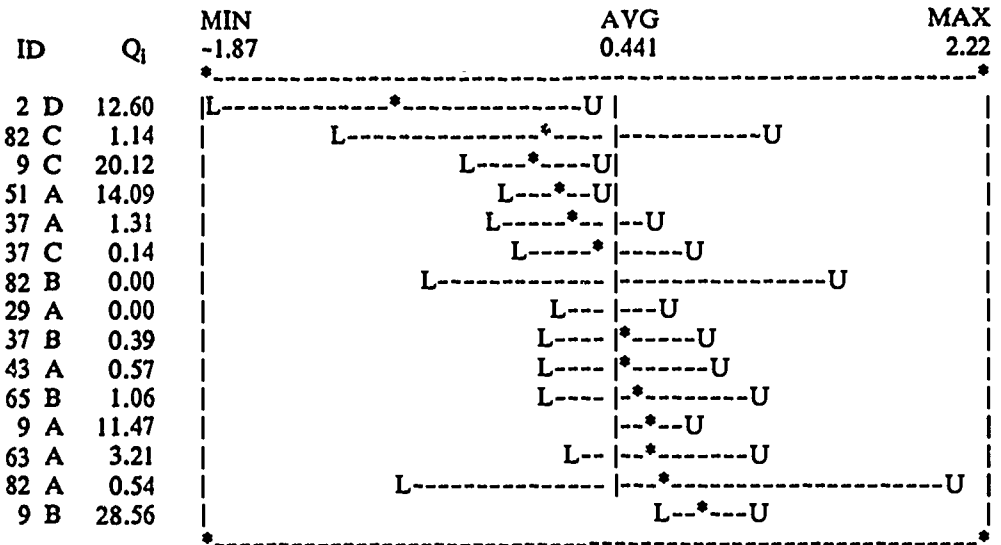 MIN AVG MAX
ID Qi -1.87 0.441 2.22
*------------------------------------------------------------*
2 D 12.60 |L-------------*--------------U | |
82 C 1.14 | L---------------*---- |-----------U |
9 C 20.12 | L----*----U| |
51 A 14.09 | L---*--U| |
37 A 1.31 | L------*-- |--U |
37 C 0.14 | L-----* |-----U |
82 B 0.00 | L------------- |----------------U |
29 A 0.00 | L--- |---U |
37 B 0.39 | L---- |*------U |
43 A 0.57 | L---- |*-------U |
65 B 1.06 | L---- |-*---------U |
9 A 11.47 | |--*--U |
63 A 3.21 | L-- |--*--------U |
82 A 0.54 | L--------------- |---*----------------------U |
9 B 28.56 | L--*---U |
*------------------------------------------------------------*